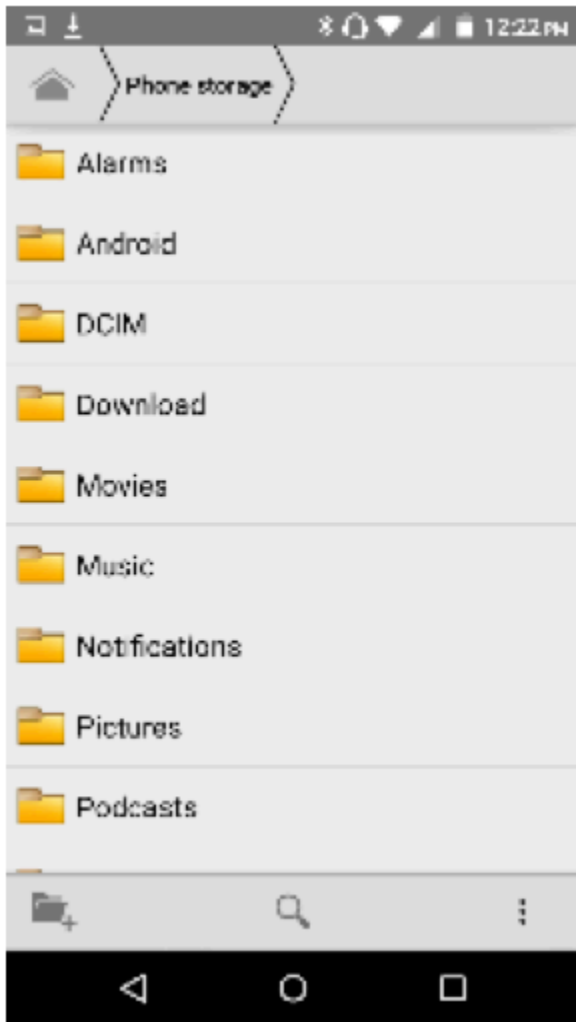 12:22 PM
Phone storage
Alarms
Android
DCIM
Download
Movies
Music
Notifications
Pictures
Podcasts